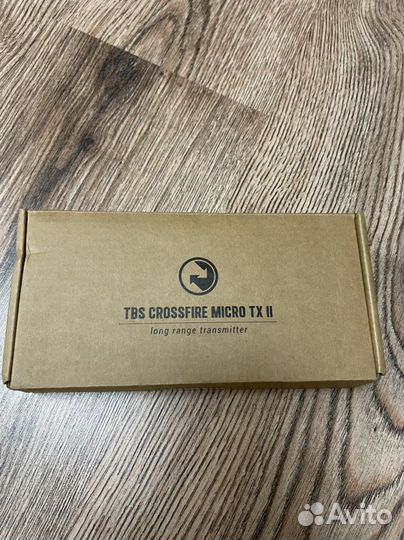 TBS CROSSFIRE MICRO TX II
long range transmitter
Avito